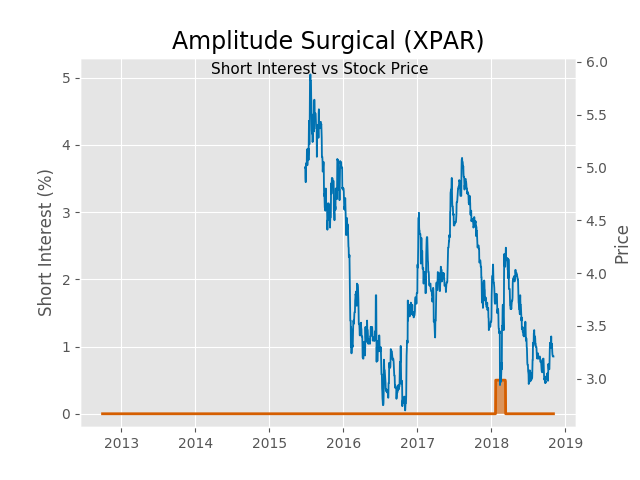 Amplitude Surgical (XPAR)
Short Interest vs Stock Price
Short Interest (%)
5
4
3
2
1
0
6.0
5.5
5.0
4.5
4.0
3.5
3.0
Price
2013 2014 2015 2016 2017 2018 2019